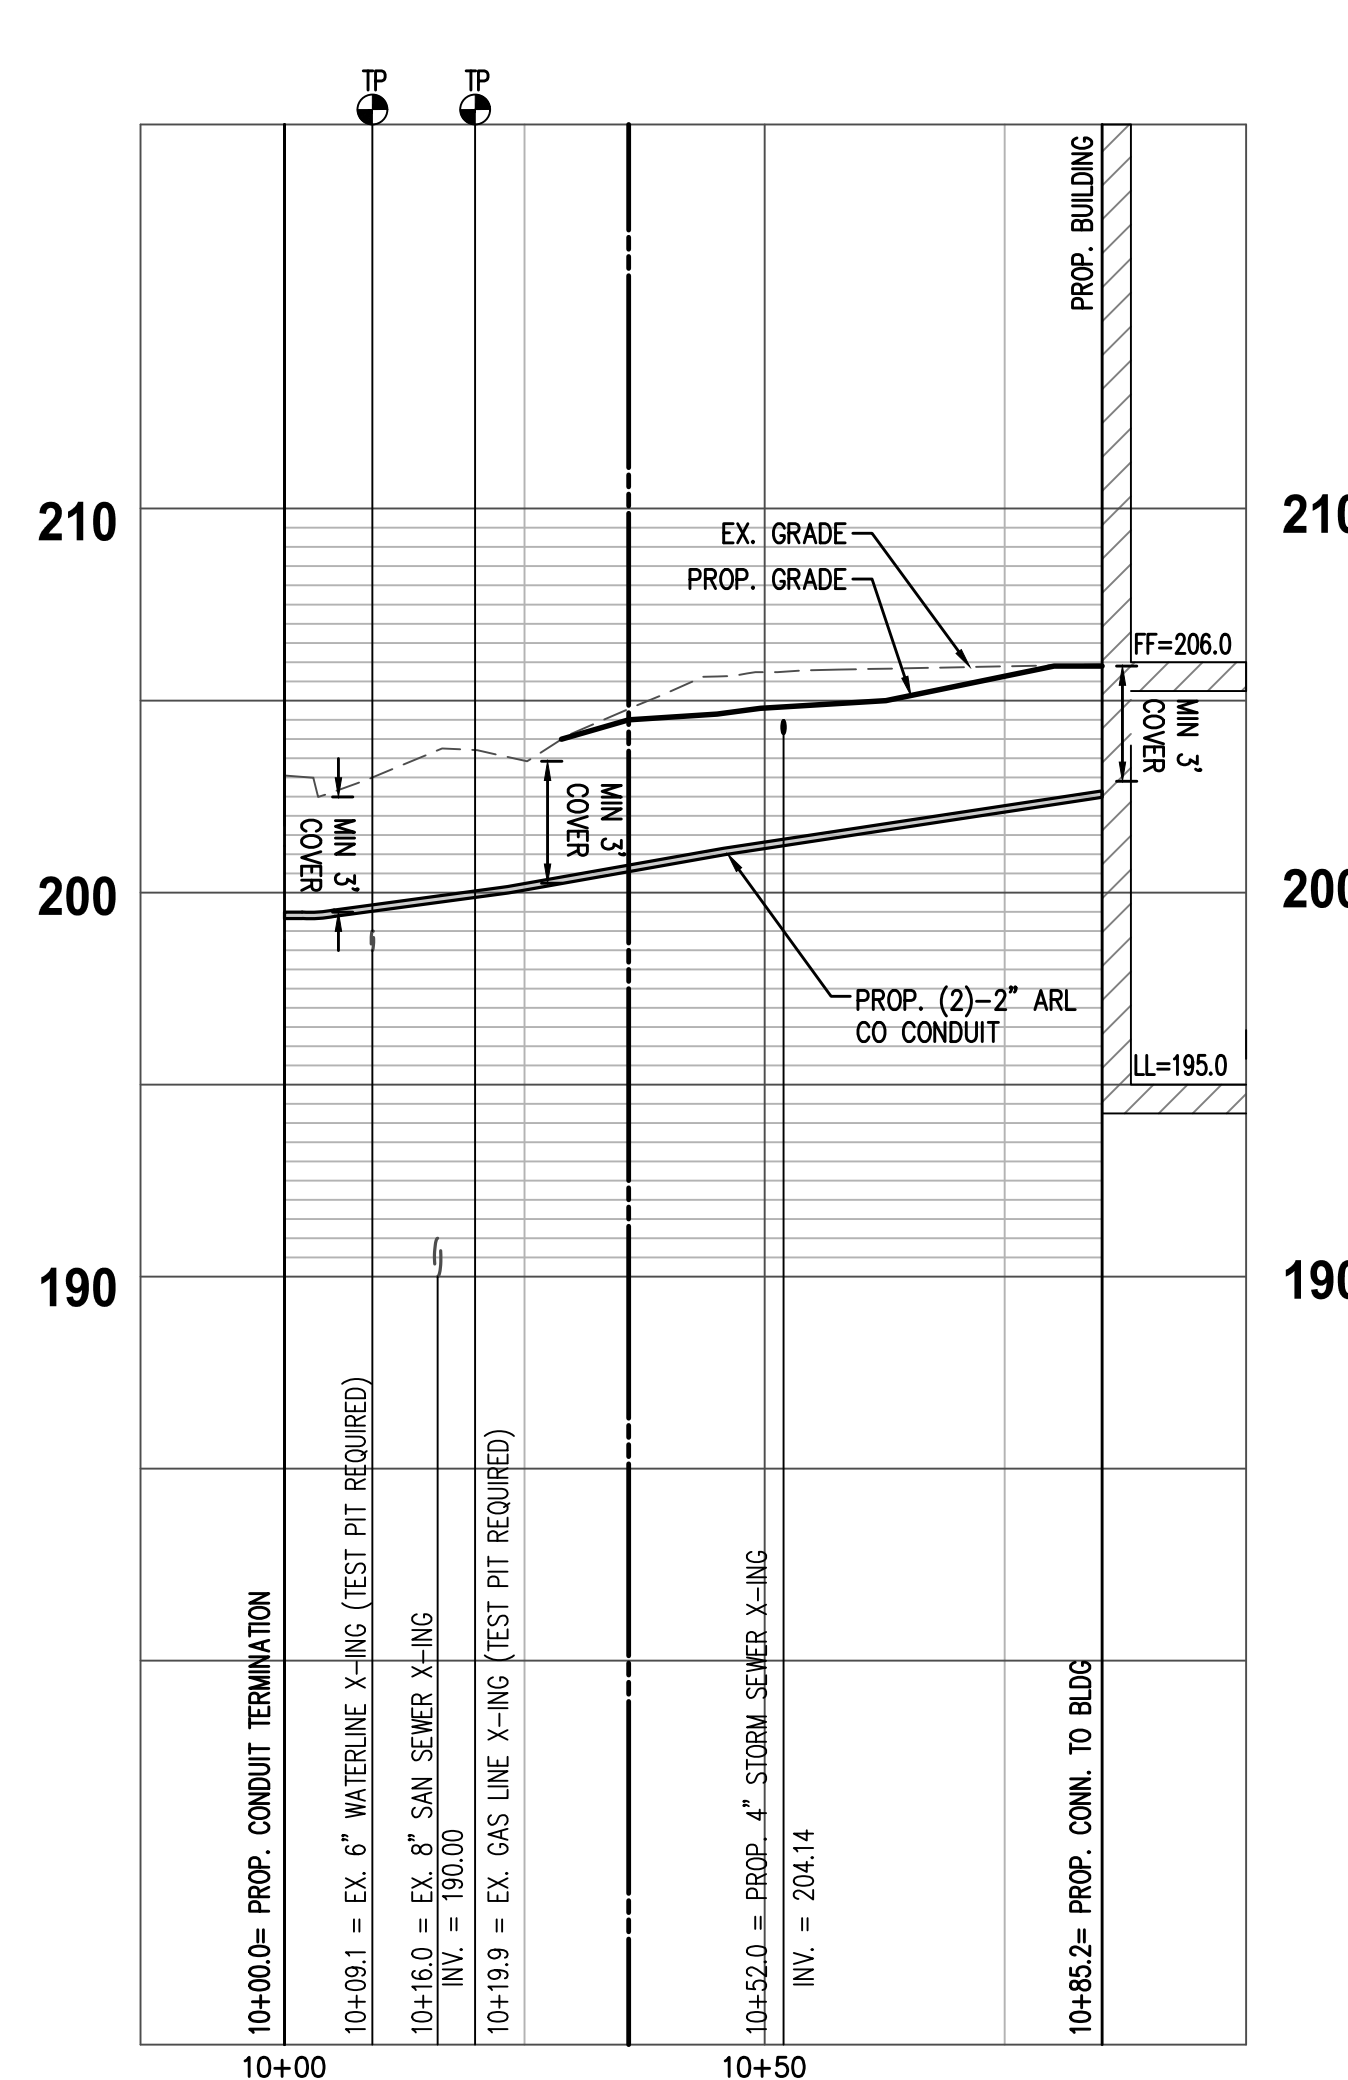 TP
TP
PROP. BUILDING
210
210
EX. GRADE
PROP. GRADE
FF=206.0
MIN 3'
COVER
MIN 3'
COVER
MIN 3'
COVER
200
200
PROP. (2)-2" ARL
CO CONDUIT
LL=195.0
190
190
10+00.0= PROP. CONDUIT TERMINATION
10+09.1 = EX. 6" WATERLINE X-ING (TEST PIT REQUIRED)
10+16.0 = EX. 8" SAN SEWER X-ING
INV. = 190.00
10+19.9 = EX. GAS LINE X-ING (TEST PIT REQUIRED)
10+52.0 = PROP. 4" STORM SEWER X-ING
INV. = 204.14
10+85.2= PROP. CONN. TO BLDG
10+00
10+50